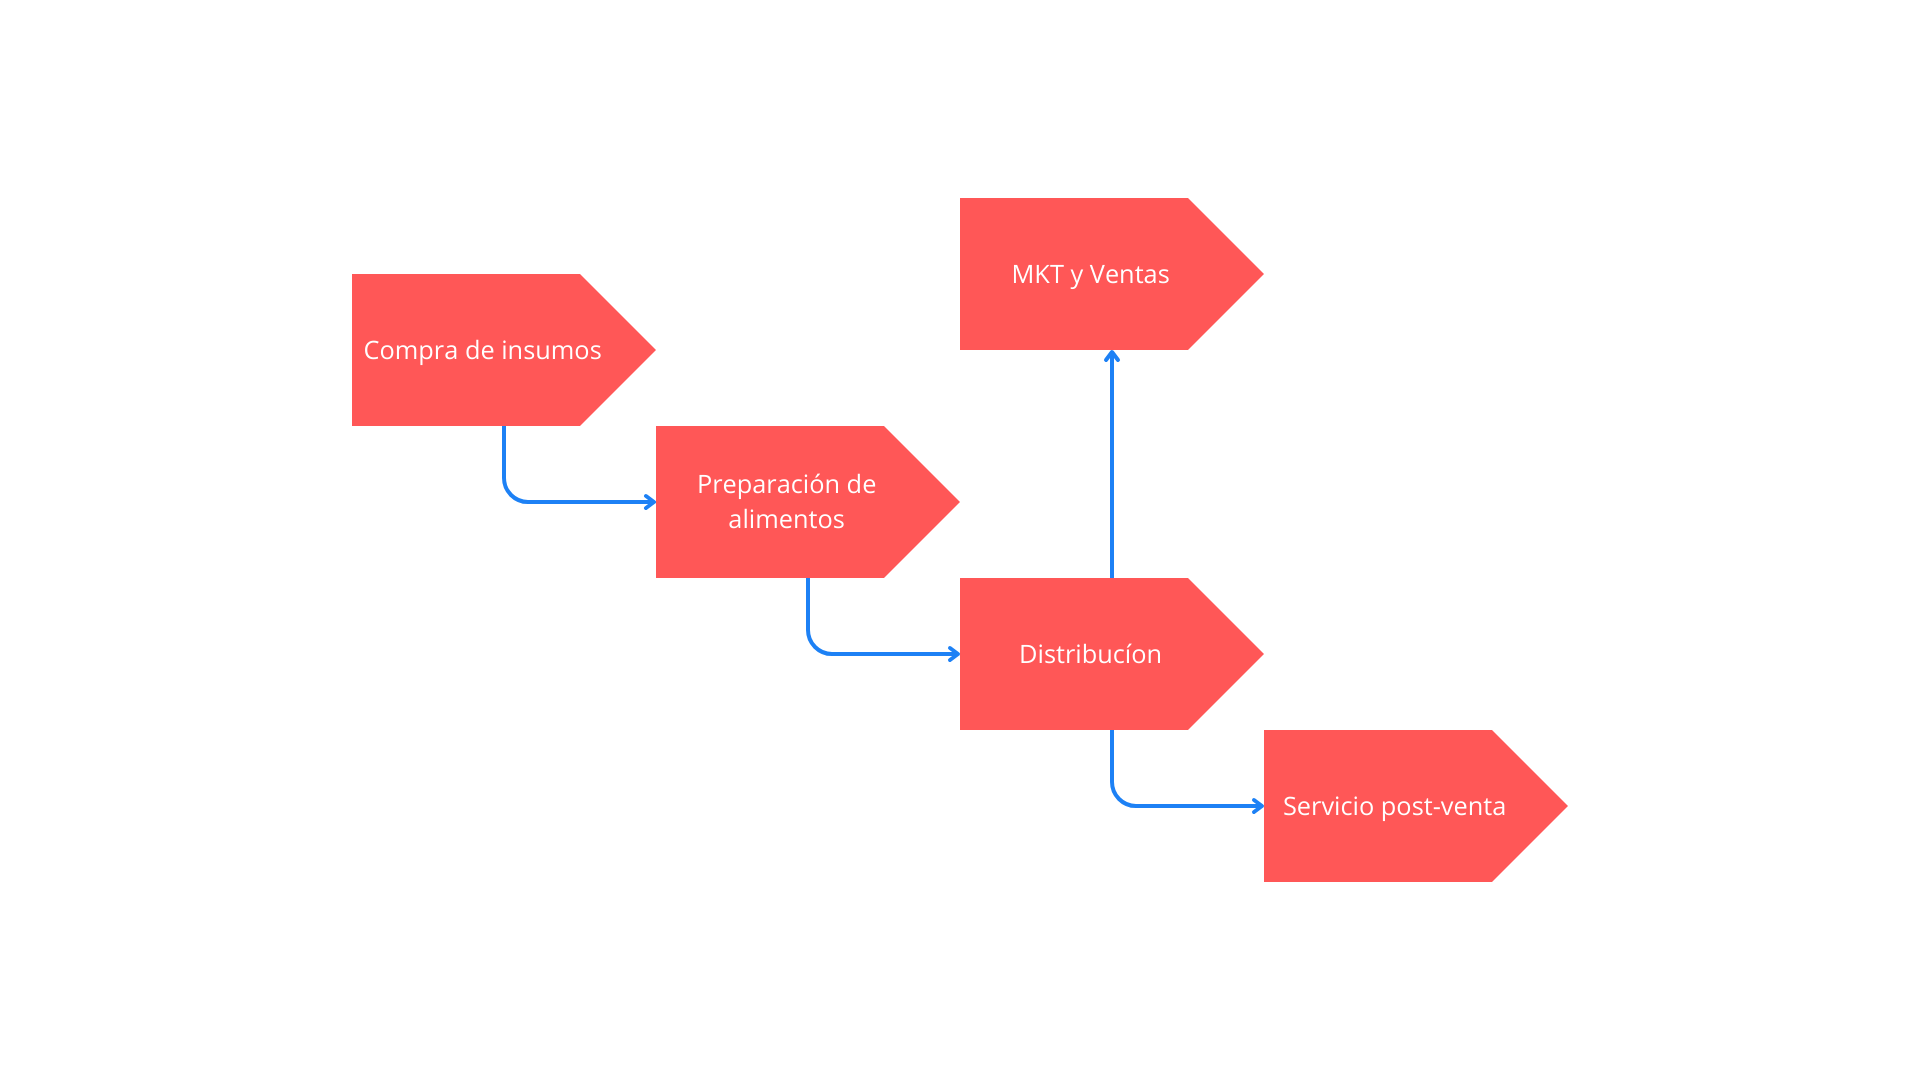 MKT y Ventas
Compra de insumos
Preparación de
alimentos
Distribucíon
Servicio post-venta